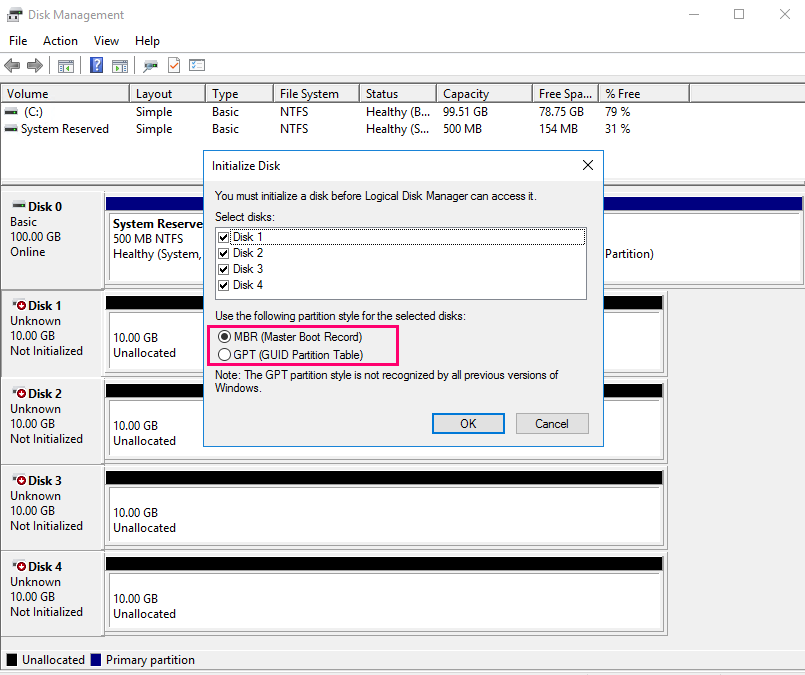 Disk Management
File Action View Help
Volume Layout Type File System Status Capacity Free Spa... % Free
(C:) Simple Basic NTFS Healthy (B... 99.51 GB 78.75 GB 79 %
System Reserved Simple Basic NTFS Healthy (S... 500 MB 154 MB 31 %
Initialize Disk
You must initialize a disk before Logical Disk Manager can access it.
Select disks:
Disk 1
Disk 2
Disk 3
Disk 4
Use the following partition style for the selected disks:
MBR (Master Boot Record)
GPT (GUID Partition Table)
Note: The GPT partition style is not recognized by all previous versions of
Windows.
OK Cancel
Disk 0
Basic
100.00 GB
Online
System Reserve
500 MB NTFS
Healthy (System,
Partition)
Disk 1
Unknown
10.00 GB
Not Initialized
10.00 GB
Unallocated
Disk 2
Unknown
10.00 GB
Not Initialized
10.00 GB
Unallocated
Disk 3
Unknown
10.00 GB
Not Initialized
10.00 GB
Unallocated
Disk 4
Unknown
10.00 GB
Not Initialized
10.00 GB
Unallocated
Unallocated Primary partition